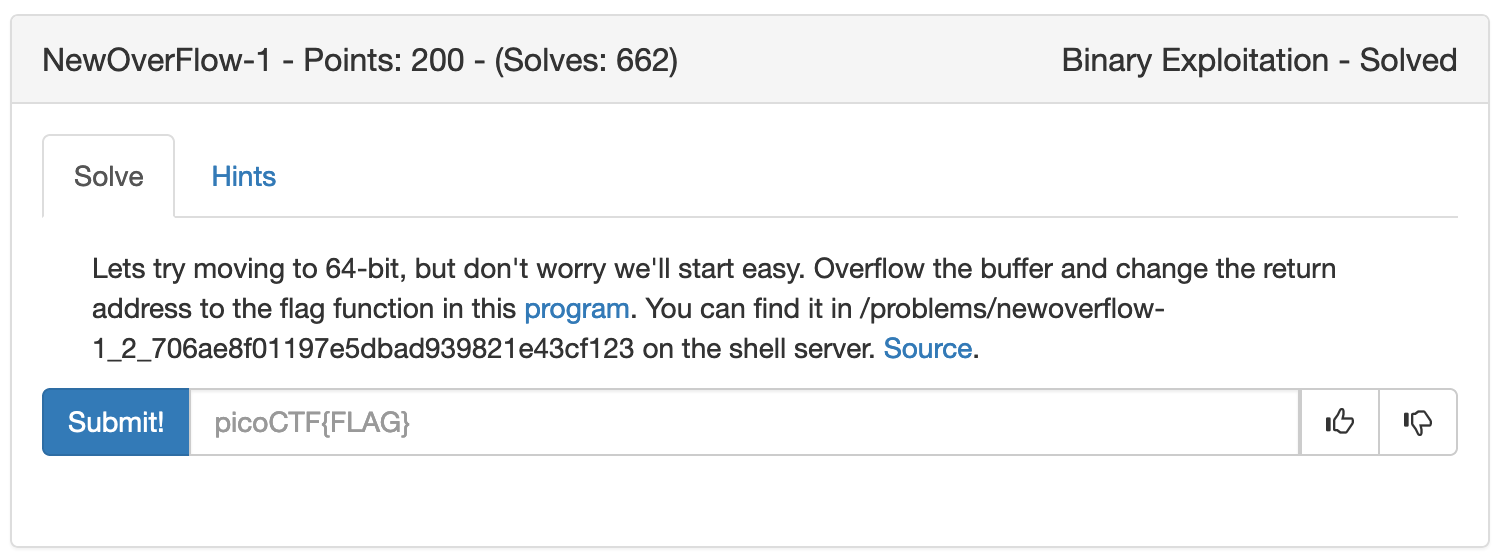 NewOverFlow-1 - Points: 200 - (Solves: 662) Binary Exploitation - Solved
Solve Hints
Lets try moving to 64-bit, but don't worry we'll start easy. Overflow the buffer and change the return
address to the flag function in this program. You can find it in /problems/newoverflow-
1_2_706ae8f01197e5dbad939821e43cf123 on the shell server. Source.
Submit! picoCTF{FLAG}